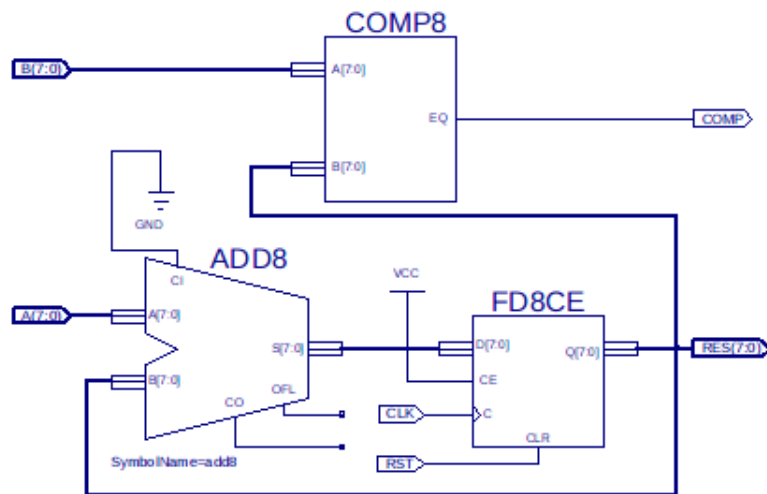 COMP8
B(7:0)
A[7:0]
EQ
COMP
B[7:0]
GND
ADD8
CI
VCC
FD8CE
A(7:0)
A[7:0]
S[7:0]
D[7:0]
Q[7:0]
RES(7:0)
B[7:0]
CE
OFL
CO
CLK
C
CLR
SymbolName=add8
RST